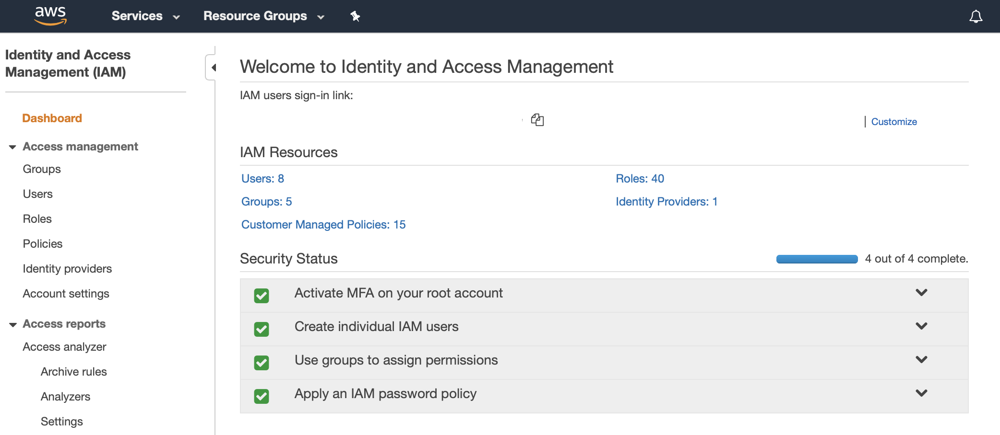 aws Services Resource Groups
Identity and Access
Management (IAM)
Dashboard
Access management
Groups
Users
Roles
Policies
Identity providers
Account settings
Access reports
Access analyzer
Archive rules
Analyzers
Settings
Welcome to Identity and Access Management
IAM users sign-in link:
Customize
IAM Resources
Users: 8
Roles: 40
Groups: 5
Identity Providers: 1
Customer Managed Policies: 15
Security Status
4 out of 4 complete.
Activate MFA on your root account
Create individual IAM users
Use groups to assign permissions
Apply an IAM password policy